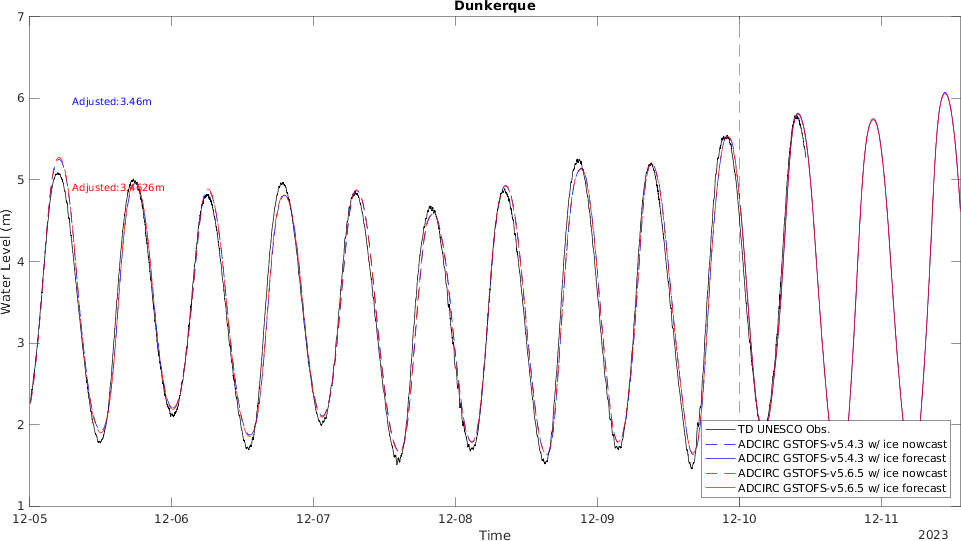 Dunkerque
7
6
5
4
3
2
1
Water Level (m)
Adjusted:3.46m
Adjusted:3.4626m
TD UNESCO Obs.
ADCIRC GSTOFS-v5.4.3 w/ ice nowcast
ADCIRC GSTOFS-v5.4.3 w/ ice forecast
ADCIRC GSTOFS-v5.6.5 w/ ice nowcast
ADCIRC GSTOFS-v5.6.5 w/ ice forecast
12-05 12-06 12-07 12-08 12-09 12-10 12-11
Time
2023